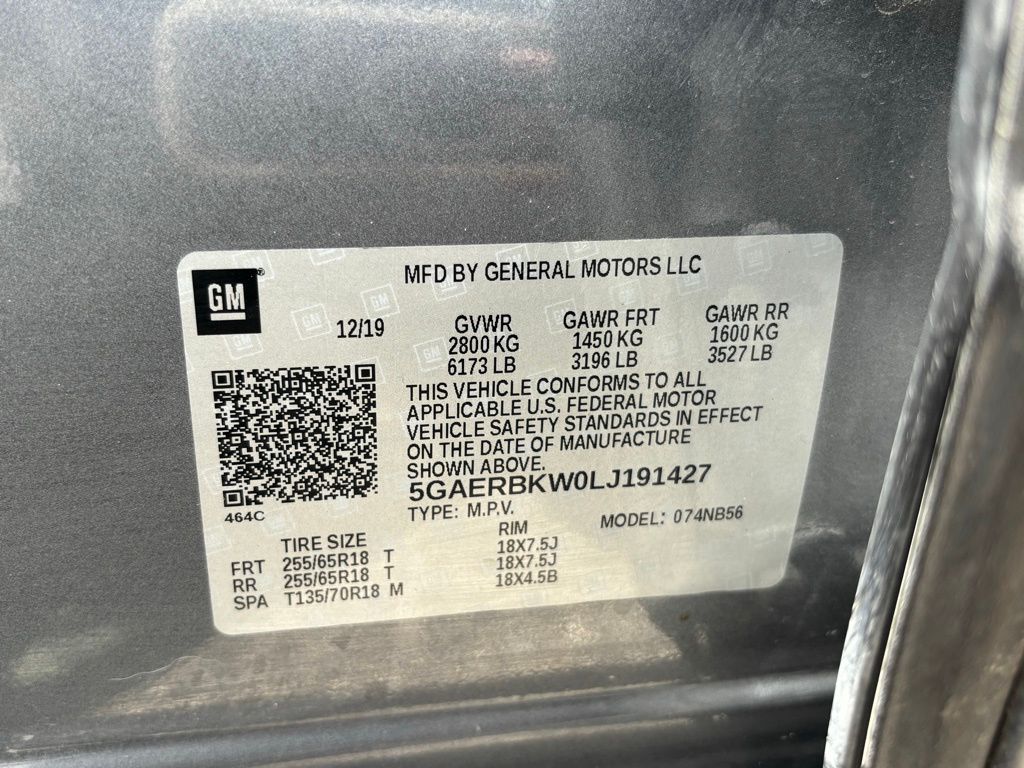 GM
MFD BY GENERAL MOTORS LLC
12/19
GVWR GAWR FRT GAWR RR
2800 KG 1450 KG 1600 KG
6173 LB 3196 LB 3527 LB
THIS VEHICLE CONFORMS TO ALL
APPLICABLE U.S. FEDERAL MOTOR
VEHICLE SAFETY STANDARDS IN EFFECT
ON THE DATE OF MANUFACTURE
SHOWN ABOVE.
5GAERBKW0LJ191427
464C
TYPE: M.P.V. MODEL: 074NB56
TIRE SIZE RIM
FRT 255/65R18 T 18X7.5J
RR 255/65R18 T 18X7.5J
SPA T135/70R18 M 18X4.5B